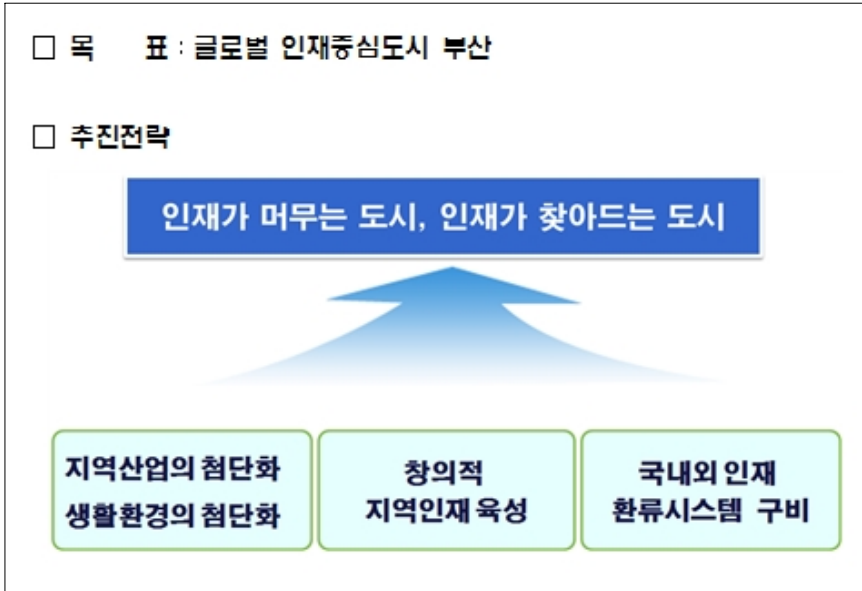 □ 목 표 : 글로벌 인재중심도시 부산
□ 추진전략
인재가 머무는 도시, 인재가 찾아드는 도시
지역산업의 첨단화
생활환경의 첨단화
창의적
지역인재 육성
국내외 인재
환류시스템 구비